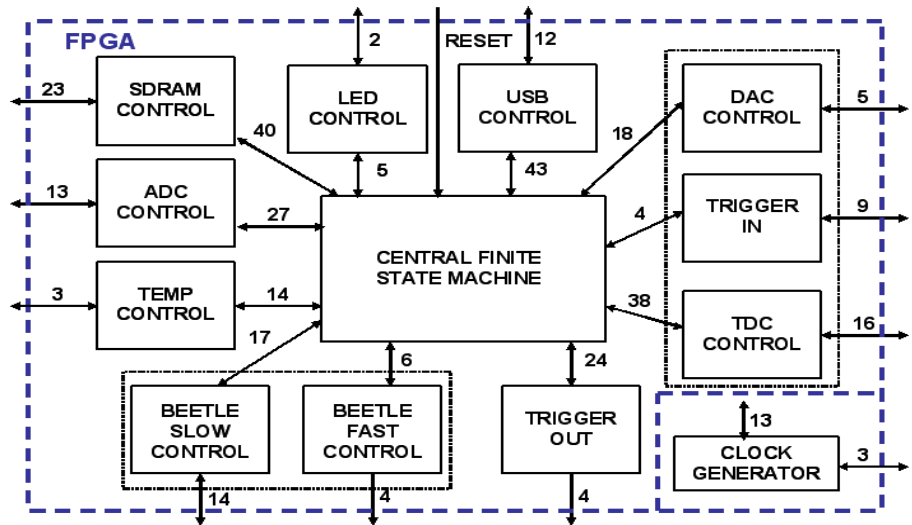 2
RESET
12
FPGA
23
SDRAM
CONTROL
LED
CONTROL
USB
CONTROL
DAC
CONTROL
5
40
18
5
43
13
ADC
CONTROL
27
4
TRIGGER
IN
9
CENTRAL FINITE
STATE MACHINE
3
TEMP
CONTROL
14
38
TDC
CONTROL
16
17
6
24
BEETLE
SLOW
CONTROL
BEETLE
FAST
CONTROL
TRIGGER
OUT
13
CLOCK
GENERATOR
3
14
4
4